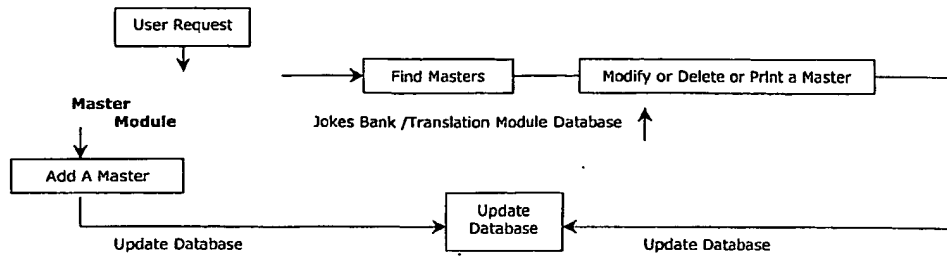 User Request
Find Masters
Modify or Delete or Print a Master
Master
Module
Jokes Bank /Translation Module Database
Add A Master
Update
Database
Update Database
Update Database